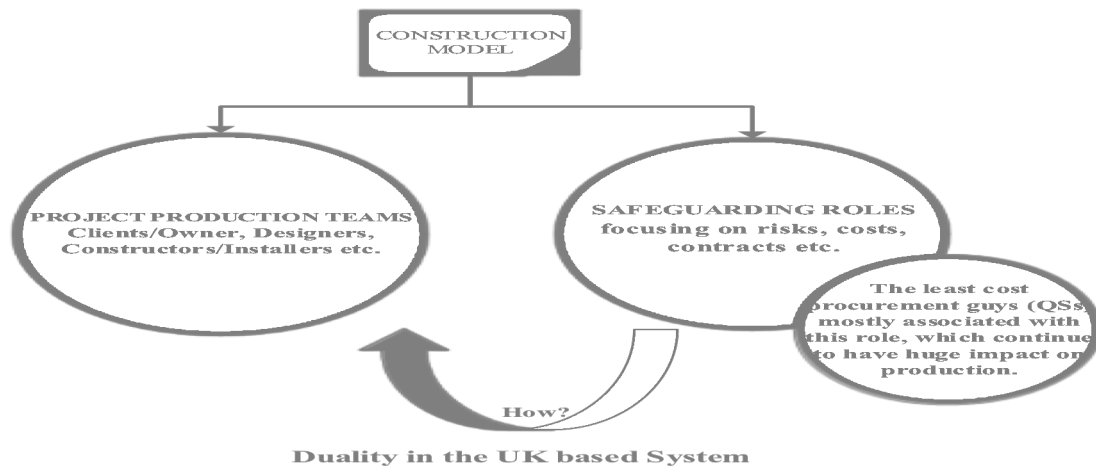 CONSTRUCTION
MODEL
PROJECT PRODUCTION TEAMS
Clients/Owner, Designers,
Constructors/Installers etc.
SAFEGUARDING ROLES
focusing on risks, costs,
contracts etc.
The least cost
procurement guys (QSs
mostly associated with
this role, which continue
to have huge impact on
production.
How?
Duality in the UK based System